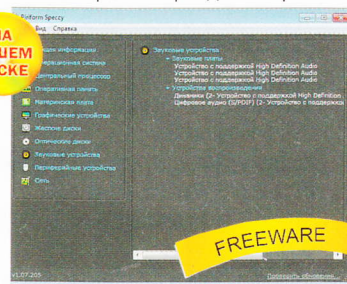 НА
ШЕМ
СКЕ
Piriform Speccy
Вид Справка
Общая информация
Операционная система
Центральный процессор
Оперативная память
Материнская плата
Графические устройства
Жесткие диски
Оптические диски
Звуковые устройства
Периферийные устройства
Сеть
Звуковые устройства
Звуковые платы
Устройство с поддержкой High Definition Audio
Устройство с поддержкой High Definition Audio
Устройство с поддержкой High Definition Audio
Устройства воспроизведения
Динамики (2- Устройство с поддержкой High Definition
Цифровое аудио (S/PDIF) (2- Устройство с поддержко
FREEWARE
v1.07.205
Проверить обновления...